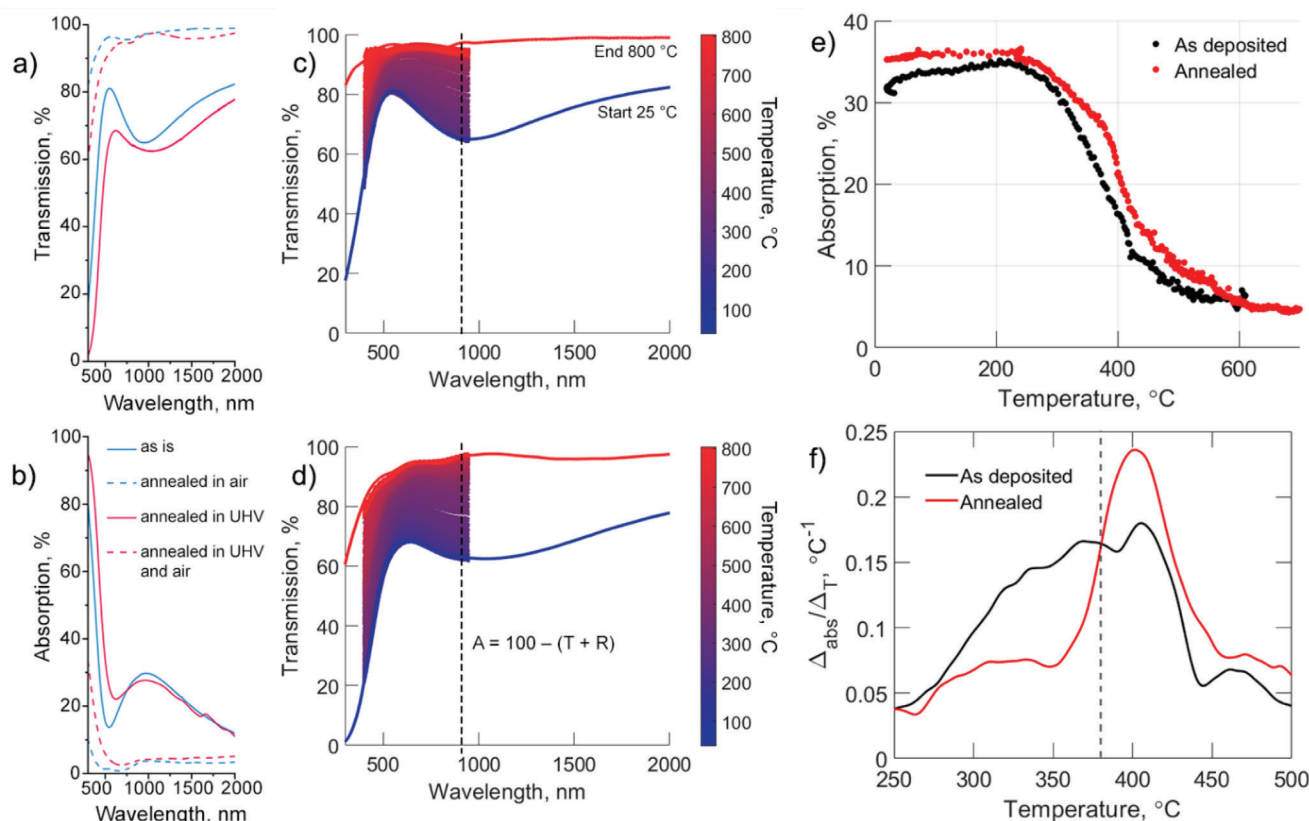 a)
100
80
60
40
20
0
Transmission, %
500 1000 1500 2000
Wavelength, nm
b)
100
80
60
40
20
0
Absorption, %
as is
annealed in air
annealed in UHV
annealed in UHV
and air
500 1000 1500 2000
Wavelength, nm
c)
100
80
60
40
20
0
Transmission, %
End 800 °C
Start 25 °C
500 1000 1500 2000
Wavelength, nm
800
700
600
500
400
300
200
100
Temperature, °C
d)
100
80
60
40
20
0
Transmission, %
A = 100 – (T + R)
500 1000 1500 2000
Wavelength, nm
800
700
600
500
400
300
200
100
Temperature, °C
e)
As deposited
Annealed
40
30
20
10
0
Absorption, %
0 200 400 600
Temperature, °C
f)
As deposited
Annealed
0.25
0.2
0.15
0.1
0.05
0
Δabs/ΔT, °C-1
250 300 350 400 450 500
Temperature, °C